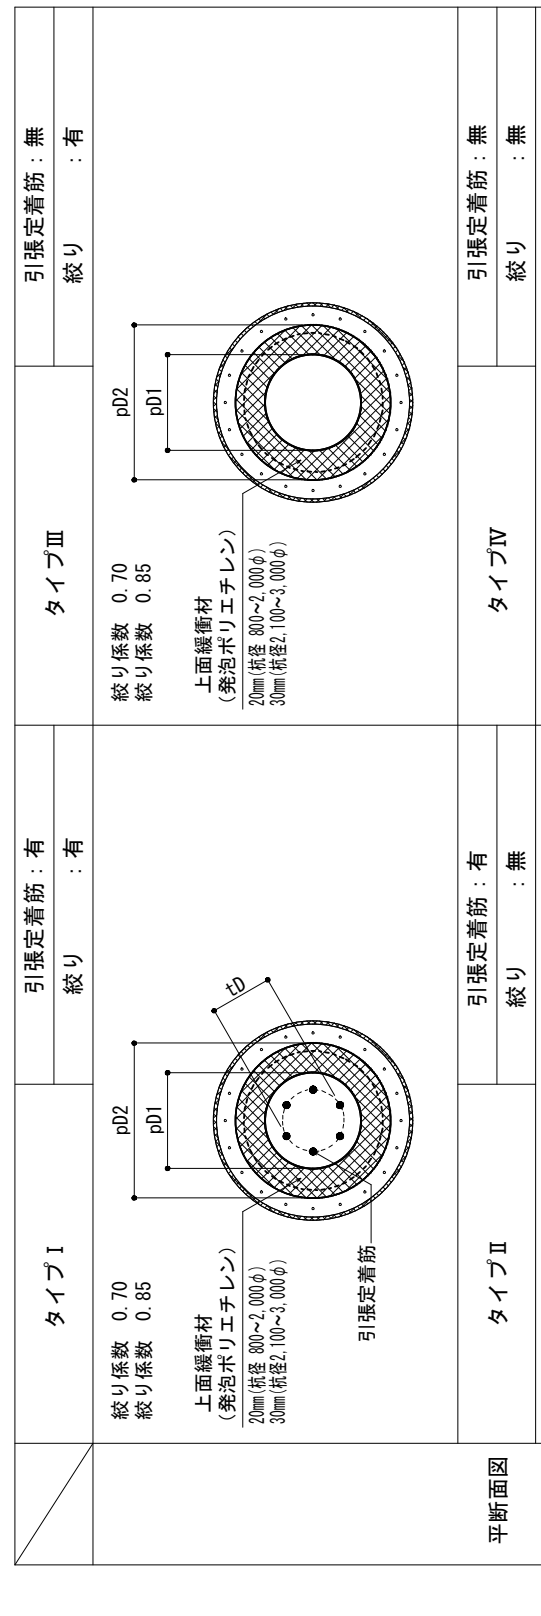 タイプⅠ
引張定着筋：有
絞り　　：有
絞り係数 0.70
絞り係数 0.85
上面緩衝材
(発泡ポリエチレン)
20mm(杭径 800~2,000φ)
30mm(杭径2,100~3,000φ)
pD2
pD1
tD
引張定着筋
タイプⅢ
引張定着筋：無
絞り　　：有
絞り係数 0.70
絞り係数 0.85
上面緩衝材
(発泡ポリエチレン)
20mm(杭径 800~2,000φ)
30mm(杭径2,100~3,000φ)
pD2
pD1
平断面図
タイプⅡ
引張定着筋：有
絞り　　：無
タイプⅣ
引張定着筋：無
絞り　　：無